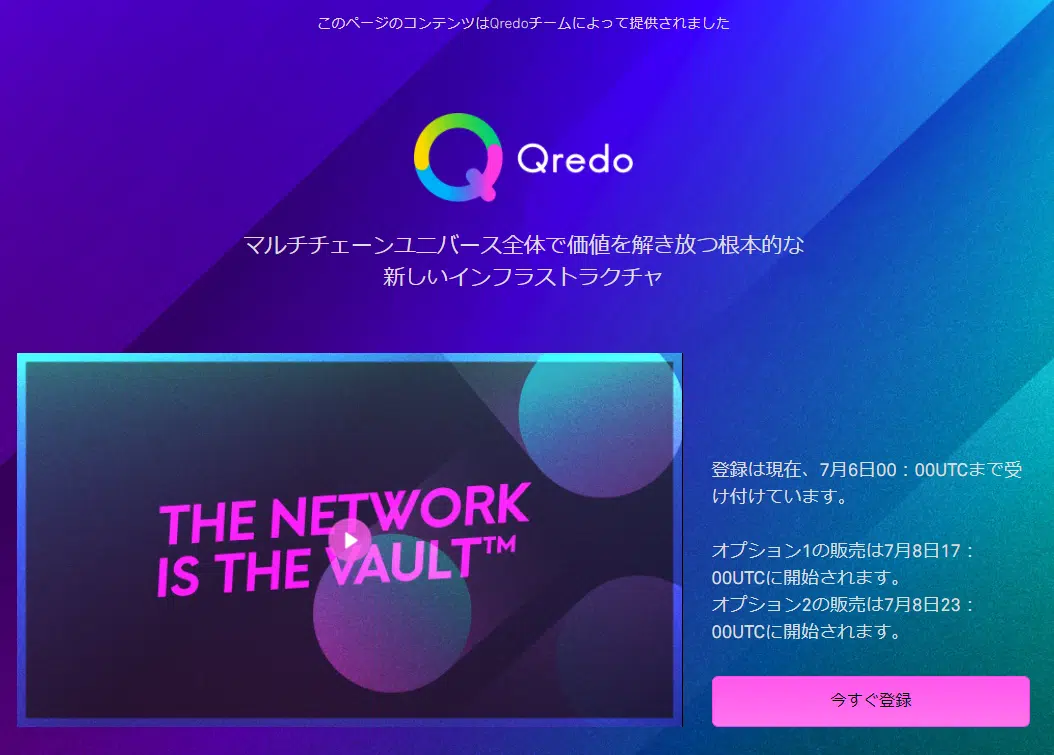 このページのコンテンツはQredoチームによって提供されました
Qredo
マルチチェーンユニバース全体で価値を解き放つ根本的な
新しいインフラストラクチャ
THE NETWORK
IS THE VAULT™
登録は現在、7月6日00：00UTCまで受
け付けています。
オプション1の販売は7月8日17：
00UTCに開始されます。
オプション2の販売は7月8日23：
00UTCに開始されます。
今すぐ登録